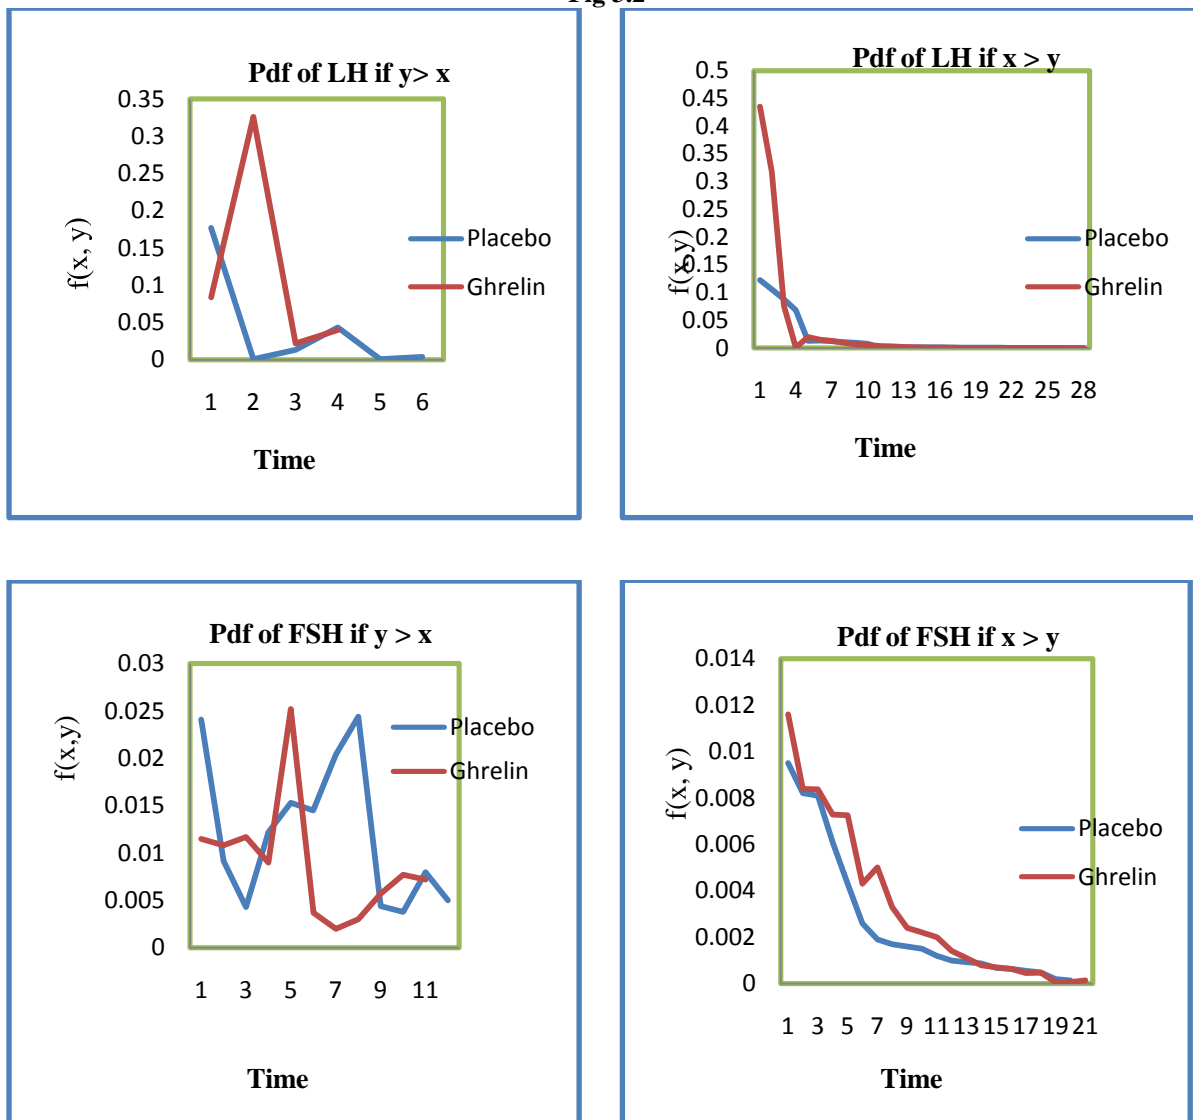 Fig 3.2
Pdf of LH if y> x
0.35
0.3
0.25
0.2
0.15
0.1
0.05
0
f(x, y)
Placebo
Ghrelin
1 2 3 4 5 6
Time
Pdf of LH if x > y
0.5
0.45
0.4
0.35
0.3
0.25
0.2
0.15
0.1
0.05
0
f(x,y)
Placebo
Ghrelin
1 4 7 10 13 16 19 22 25 28
Time
Pdf of FSH if y > x
0.03
0.025
0.02
0.015
0.01
0.005
0
f(x,y)
Placebo
Ghrelin
1 3 5 7 9 11
Time
Pdf of FSH if x > y
0.014
0.012
0.01
0.008
0.006
0.004
0.002
0
f(x, y)
Placebo
Ghrelin
1 3 5 7 9 11 13 15 17 19 21
Time